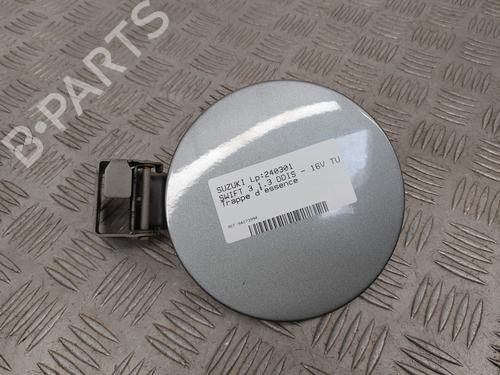 B-PARTS
SUZUKI Lp:240301
SWIFT 3 1.3 DDIS - 16V TU
Trappe d'essence